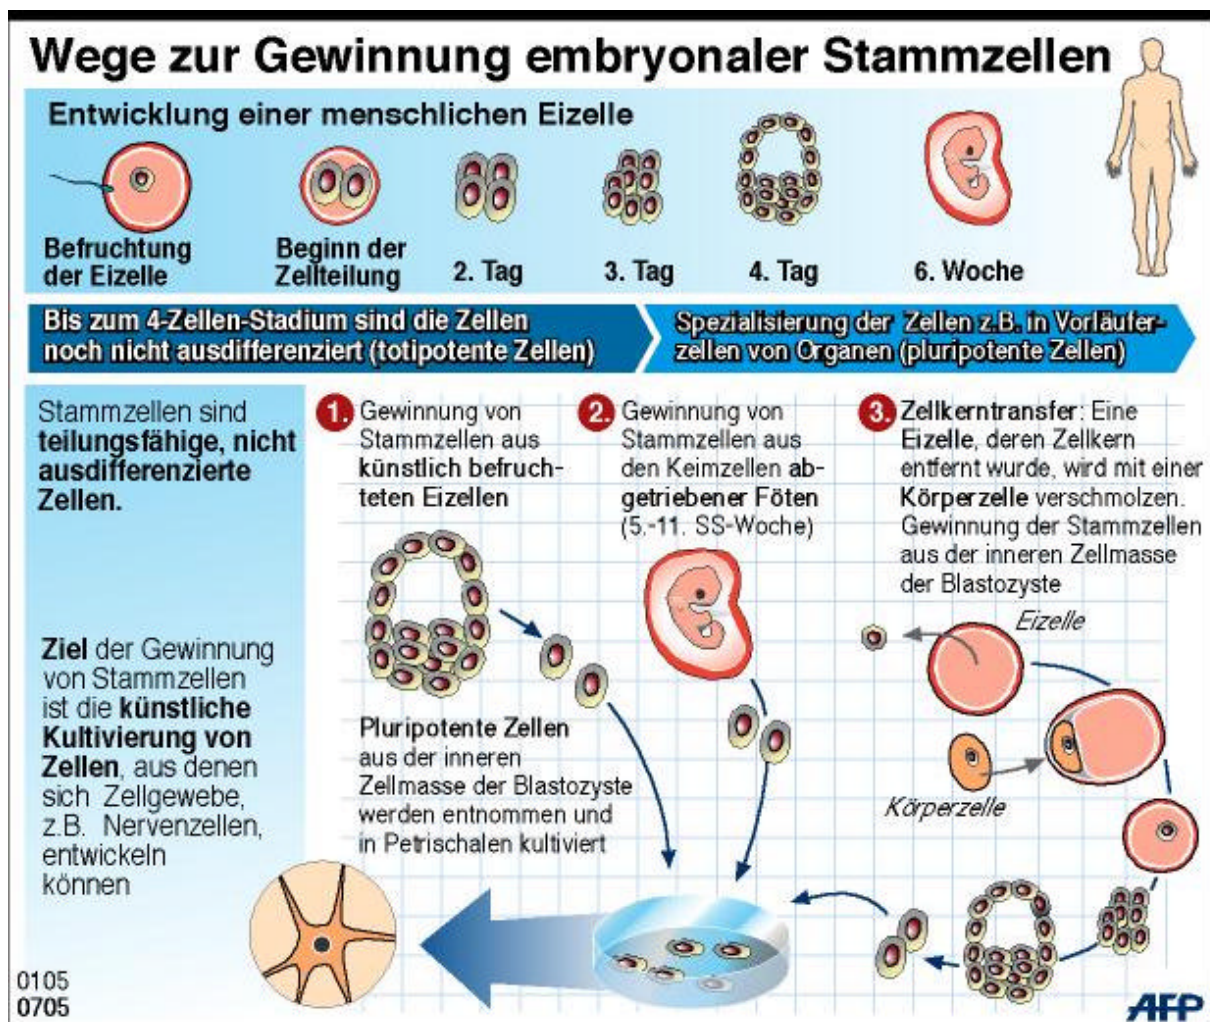 Wege zur Gewinnung embryonaler Stammzellen
Entwicklung einer menschlichen Eizelle
Befruchtung
der Eizelle
Beginn der
Zellteilung
2. Tag
3. Tag
4. Tag
6. Woche
Bis zum 4-Zellen-Stadium sind die Zellen
noch nicht ausdifferenziert (totipotente Zellen)
Spezialisierung der Zellen z.B. in Vorläufer-
zellen von Organen (pluripotente Zellen)
Stammzellen sind
teilungsfähige, nicht
ausdifferenzierte
Zellen.
Ziel der Gewinnung
von Stammzellen
ist die künstliche
Kultivierung von
Zellen, aus denen
sich Zellgewebe,
z.B. Nervenzellen,
entwickeln
können
1. Gewinnung von
Stammzellen aus
künstlich befruch-
teten Eizellen
Pluripotente Zellen
aus der inneren
Zellmasse der Blastozyste
werden entnommen und
in Petrischalen kultiviert
2. Gewinnung von
Stammzellen aus
den Keimzellen ab-
getriebener Föten
(5.-11. SS-Woche)
3. Zellkerntransfer: Eine
Eizelle, deren Zellkern
entfernt wurde, wird mit einer
Körperzelle verschmolzen.
Gewinnung der Stammzellen
aus der inneren Zellmasse
der Blastozyste
Eizelle
Körperzelle
0105
0705
AFP